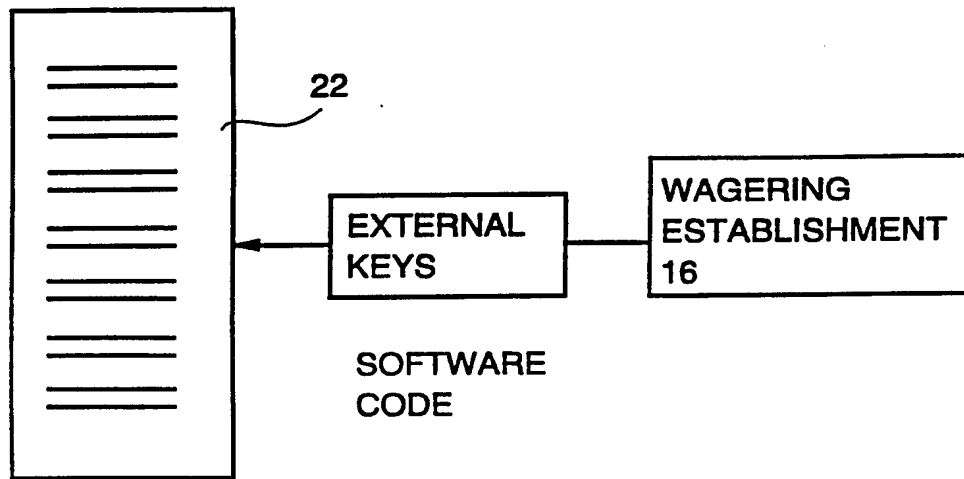 22
EXTERNAL
KEYS
WAGERING
ESTABLISHMENT
16
SOFTWARE
CODE